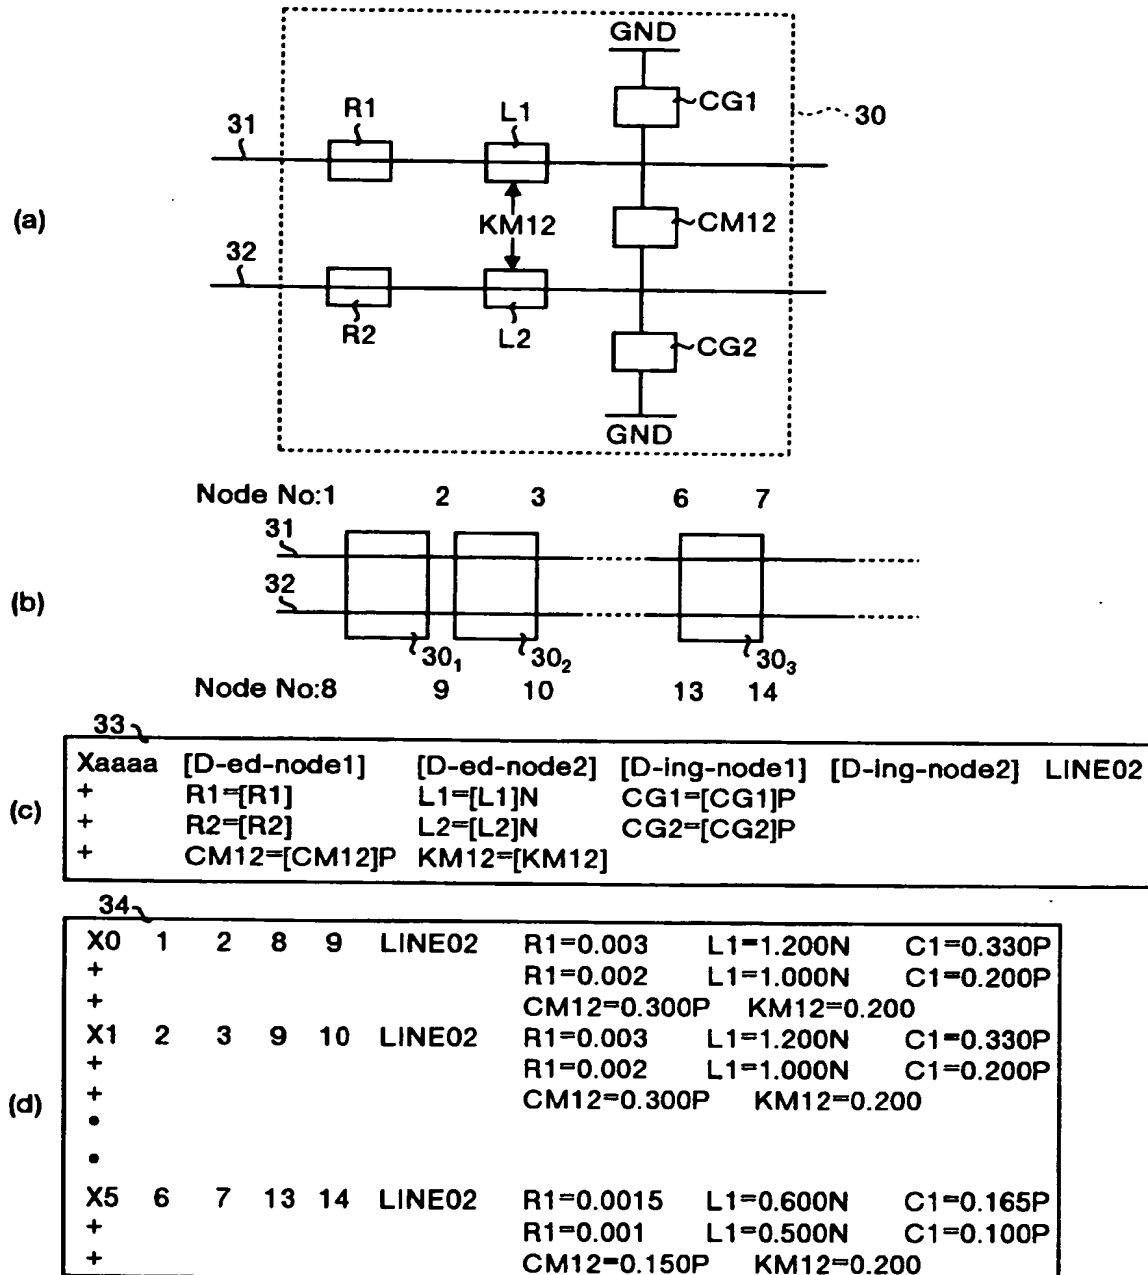 GND
CG1
30
R1
L1
31
(a)
KM12
CM12
32
R2
L2
CG2
GND
Node No:1 2 3 6 7
31
(b)
32
30₁ 30₂ 30₃
Node No:8 9 10 13 14
33
(c)
Xaaaa [D-ed-node1] [D-ed-node2] [D-ing-node1] [D-ing-node2] LINE02
+ R1=[R1] L1=[L1]N CG1=[CG1]P
+ R2=[R2] L2=[L2]N CG2=[CG2]P
+ CM12=[CM12]P KM12=[KM12]
34
(d)
X0 1 2 8 9 LINE02 R1=0.003 L1=1.200N C1=0.330P
+ R1=0.002 L1=1.000N C1=0.200P
+ CM12=0.300P KM12=0.200
X1 2 3 9 10 LINE02 R1=0.003 L1=1.200N C1=0.330P
+ R1=0.002 L1=1.000N C1=0.200P
+ CM12=0.300P KM12=0.200
•
•
X5 6 7 13 14 LINE02 R1=0.0015 L1=0.600N C1=0.165P
+ R1=0.001 L1=0.500N C1=0.100P
+ CM12=0.150P KM12=0.200